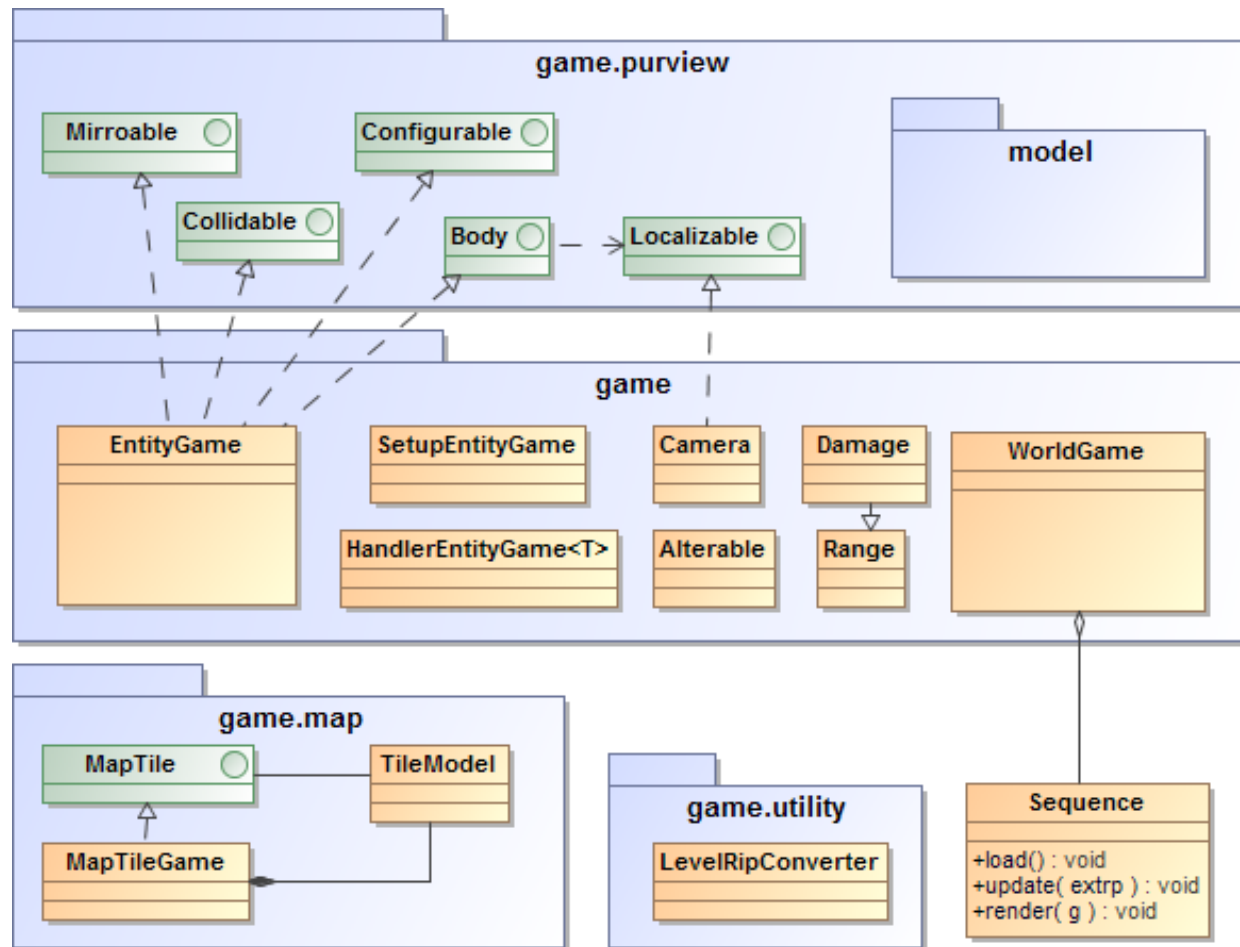 game.purview
Mirroable
Configurable
model
Collidable
Body
Localizable
game
EntityGame
SetupEntityGame
Camera
Damage
WorldGame
HandlerEntityGame<T>
Alterable
Range
game.map
MapTile
TileModel
game.utility
Sequence
MapTileGame
LevelRipConverter
+load() : void
+update( extrp ) : void
+render( g ) : void